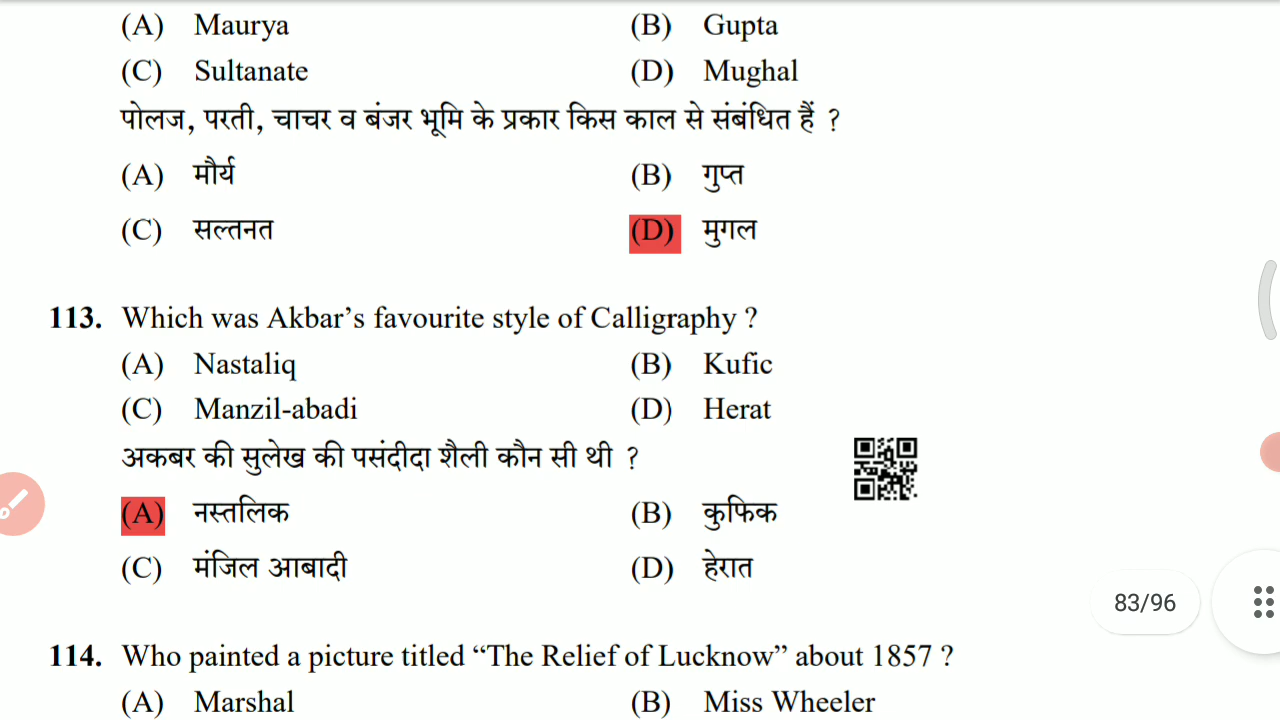 (A) Maurya (B) Gupta
(C) Sultanate (D) Mughal
पोलज, परती, चाचर व बंजर भूमि के प्रकार किस काल से संबंधित हैं ?
(A) मौर्य (B) गुप्त
(C) सल्तनत (D) मुगल
113. Which was Akbar’s favourite style of Calligraphy ?
(A) Nastaliq (B) Kufic
(C) Manzil-abadi (D) Herat
अकबर की सुलेख की पसंदीदा शैली कौन सी थी ?
(A) नस्तलिक (B) कुफिक
(C) मंजिल आबादी (D) हेरात
83/96
114. Who painted a picture titled “The Relief of Lucknow” about 1857 ?
(A) Marshal (B) Miss Wheeler